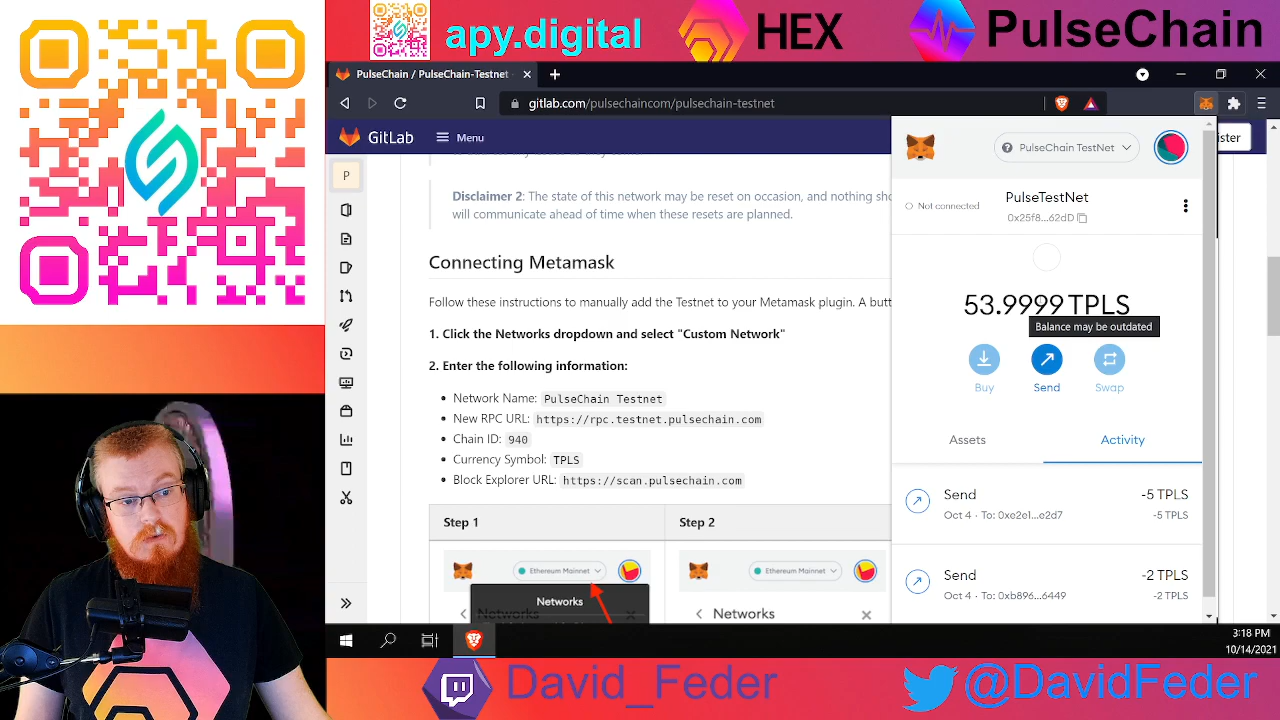 apy.digital
HEX
PulseChain
PulseChain / PulseChain-Testnet
gitlab.com/pulsechaincom/pulsechain-testnet
GitLab
Menu
ister
P
Disclaimer 2: The state of this network may be reset on occasion, and nothing sho
will communicate ahead of time when these resets are planned.
Connecting Metamask
Follow these instructions to manually add the Testnet to your Metamask plugin. A butt
1. Click the Networks dropdown and select "Custom Network"
2. Enter the following information:
Network Name: PulseChain Testnet
New RPC URL: https://rpc.testnet.pulsechain.com
Chain ID: 940
Currency Symbol: TPLS
Block Explorer URL: https://scan.pulsechain.com
Step 1
Step 2
Ethereum Mainnet
Networks
Networks
Ethereum Mainnet
Networks
PulseChain TestNet
Not connected
PulseTestNet
0x25f8...62dD
53.9999 TPLS
Balance may be outdated
Buy
Send
Swap
Assets
Activity
Send
-5 TPLS
Oct 4 · To: 0xe2e1...e2d7
-5 TPLS
Send
-2 TPLS
Oct 4 · To: 0xb896...6449
-2 TPLS
3:18 PM
10/14/2021
David_Feder
@DavidFeder